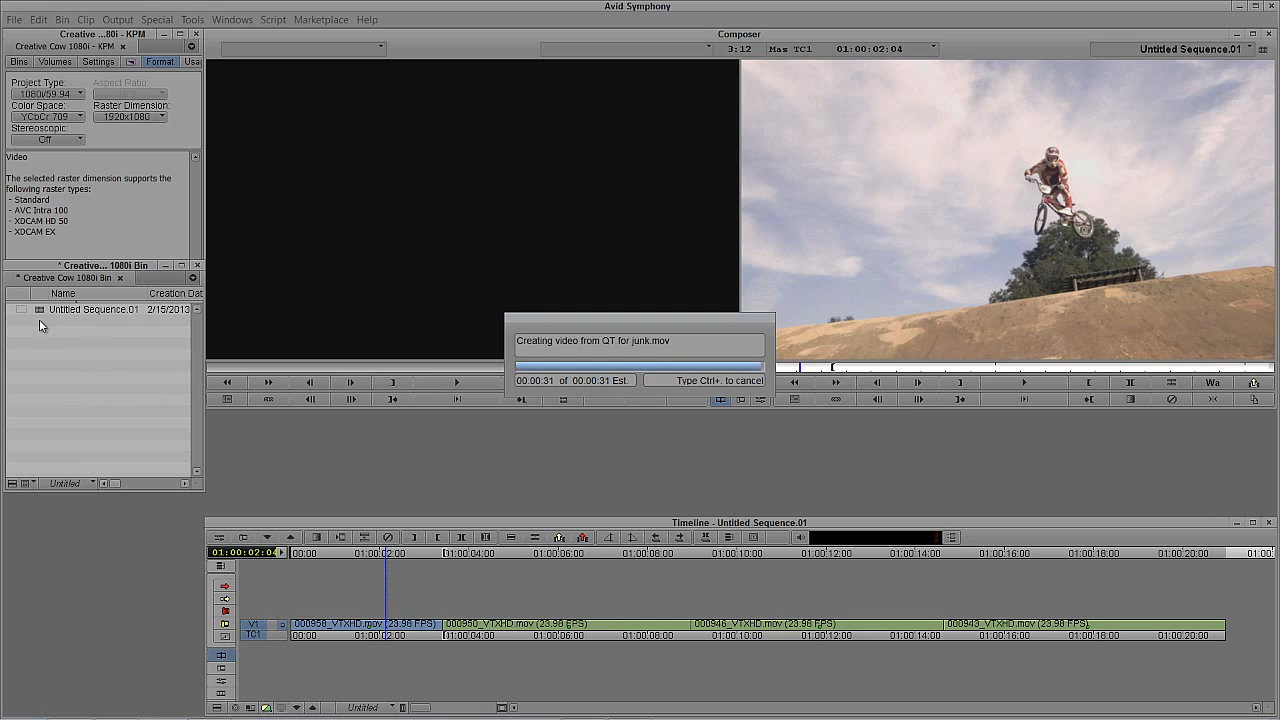 Avid Symphony
File Edit Bin Clip Output Special Tools Windows Script Marketplace Help
Creative ...80i - KPM
Creative Cow 1080i - KPM
Bins Volumes Settings Format Usa
Project Type: Aspect Ratio:
1080i/59.94
Color Space: Raster Dimension:
YCbCr 709 1920x1080
Stereoscopic:
Off
Video
The selected raster dimension supports the
following raster types:
- Standard
- AVC Intra 100
- XDCAM HD 50
- XDCAM EX
* Creative... 1080i Bin
* Creative Cow 1080i Bin
Name Creation Dat
Untitled Sequence.01 2/15/2013
Untitled
Composer
3:12 Mas TC1 01:00:02:04 Untitled Sequence.01
Creating video from QT for junk.mov
00.00:31 of 00.00:31 Est. Type Ctrl+. to cancel
Wa
Timeline - Untitled Sequence.01
01:00:02:04 00:00 01:00:02:00 01:00:04:00 01:00:06:00 01:00:08:00 01:00:10:00 01:00:12:00 01:00:14:00 01:00:16:00 01:00:18:00 01:00:20:00 01:00:
V1 000958_VTXHD.mov (23.98 FPS) 000950_VTXHD.mov (23.98 FPS) 000946_VTXHD.mov (23.98 FPS) 000943_VTXHD.mov (23.98 FPS)
TC1 00:00 01:00:02:00 01:00:04:00 01:00:06:00 01:00:08:00 01:00:10:00 01:00:12:00 01:00:14:00 01:00:16:00 01:00:18:00 01:00:20:00
Untitled